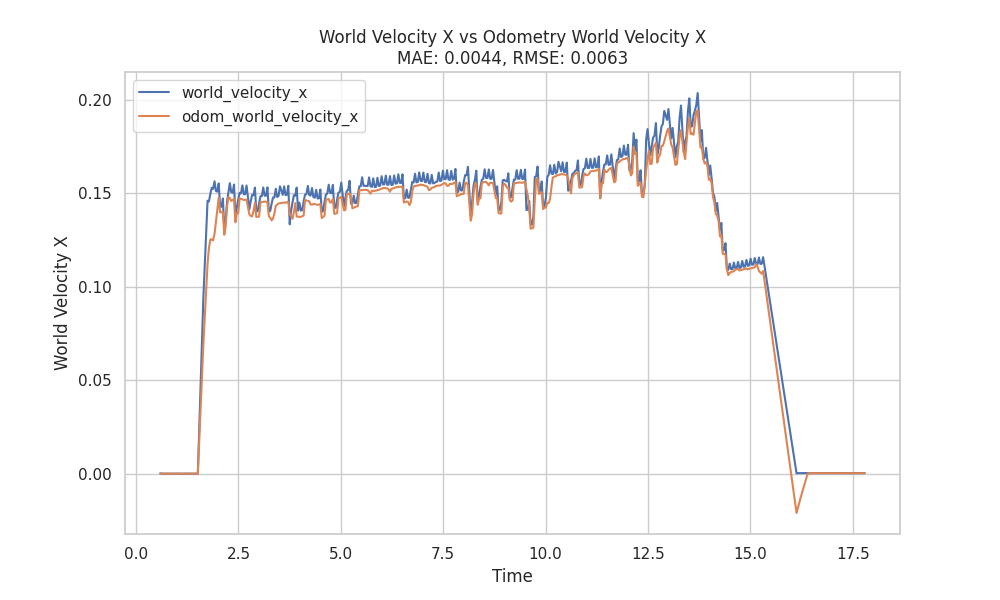 World Velocity X vs Odometry World Velocity X
MAE: 0.0044, RMSE: 0.0063
world_velocity_x
odom_world_velocity_x
World Velocity X
0.20
0.15
0.10
0.05
0.00
0.0 2.5 5.0 7.5 10.0 12.5 15.0 17.5
Time